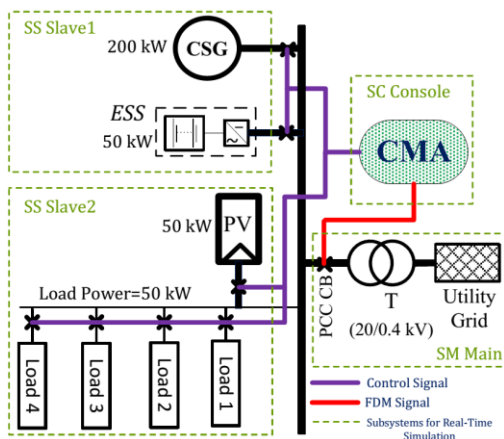 SS Slave1
200 kW
CSG
ESS
50 kW
SC Console
CMA
SS Slave2
50 kW
PV
Load Power=50 kW
Load 4
Load 3
Load 2
Load 1
PCC CB
T
(20/0.4 kV)
Utility
Grid
SM Main
Control Signal
FDM Signal
Subsystems for Real-Time
Simulation